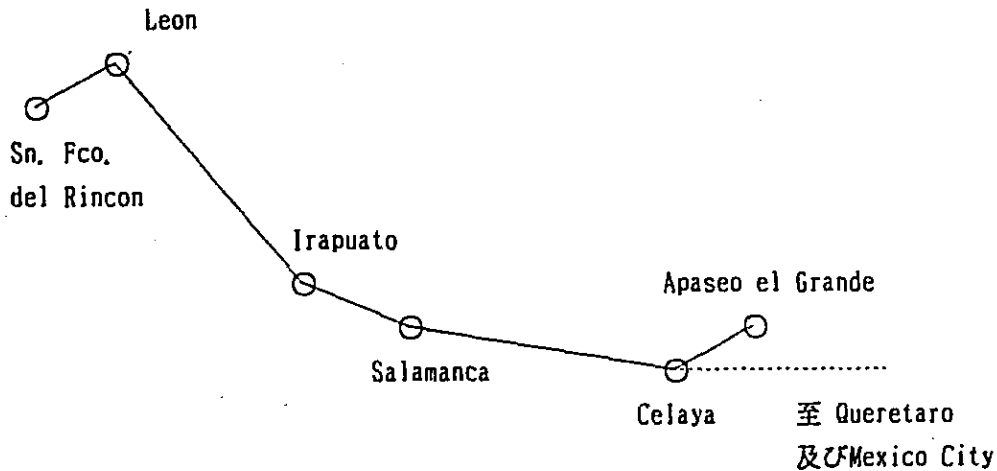 Leon
Sn. Fco.
del Rincon
Irapuato
Apaseo el Grande
Salamanca
Celaya
至 Queretaro
及びMexico City